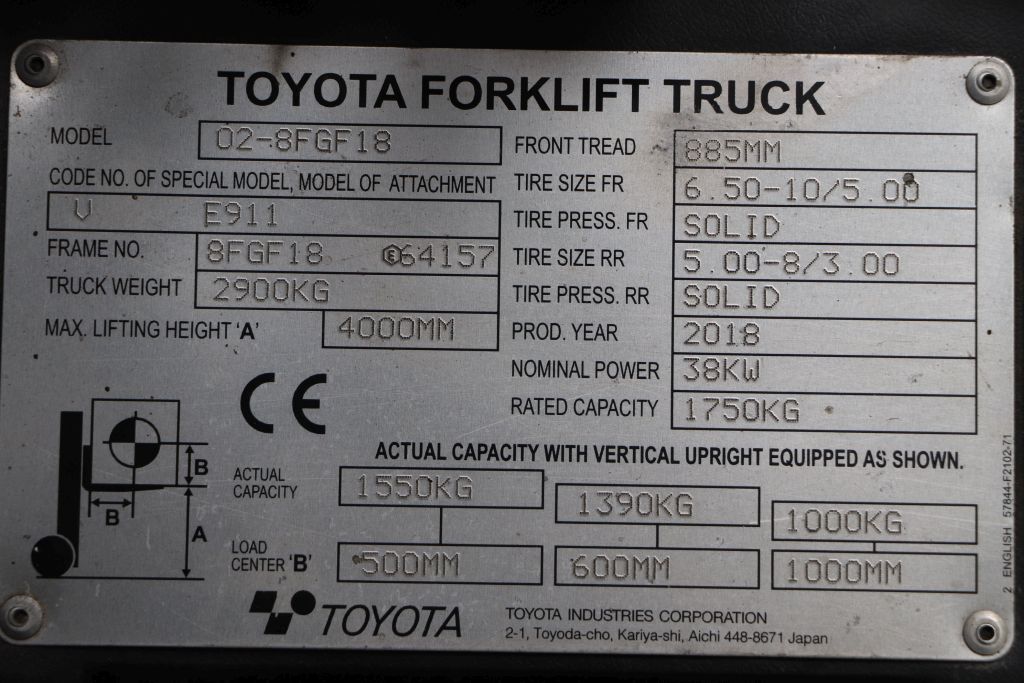 TOYOTA FORKLIFT TRUCK
MODEL 02-8FGF18
CODE NO. OF SPECIAL MODEL, MODEL OF ATTACHMENT
V E911
FRAME NO. 8FGF18 E64157
TRUCK WEIGHT 2900KG
MAX. LIFTING HEIGHT 'A' 4000MM
FRONT TREAD 885MM
TIRE SIZE FR 6.50-10/5.00
TIRE PRESS. FR SOLID
TIRE SIZE RR 5.00-8/3.00
TIRE PRESS. RR SOLID
PROD. YEAR 2018
NOMINAL POWER 38KW
RATED CAPACITY 1750KG
CE
B
B
A
ACTUAL CAPACITY WITH VERTICAL UPRIGHT EQUIPPED AS SHOWN.
ACTUAL
CAPACITY 1550KG 1390KG 1000KG
LOAD
CENTER 'B' 500MM 600MM 1000MM
TOYOTA
TOYOTA INDUSTRIES CORPORATION
2-1, Toyoda-cho, Kariya-shi, Aichi 448-8671 Japan
2 ENGLISH 57844-F2102-71